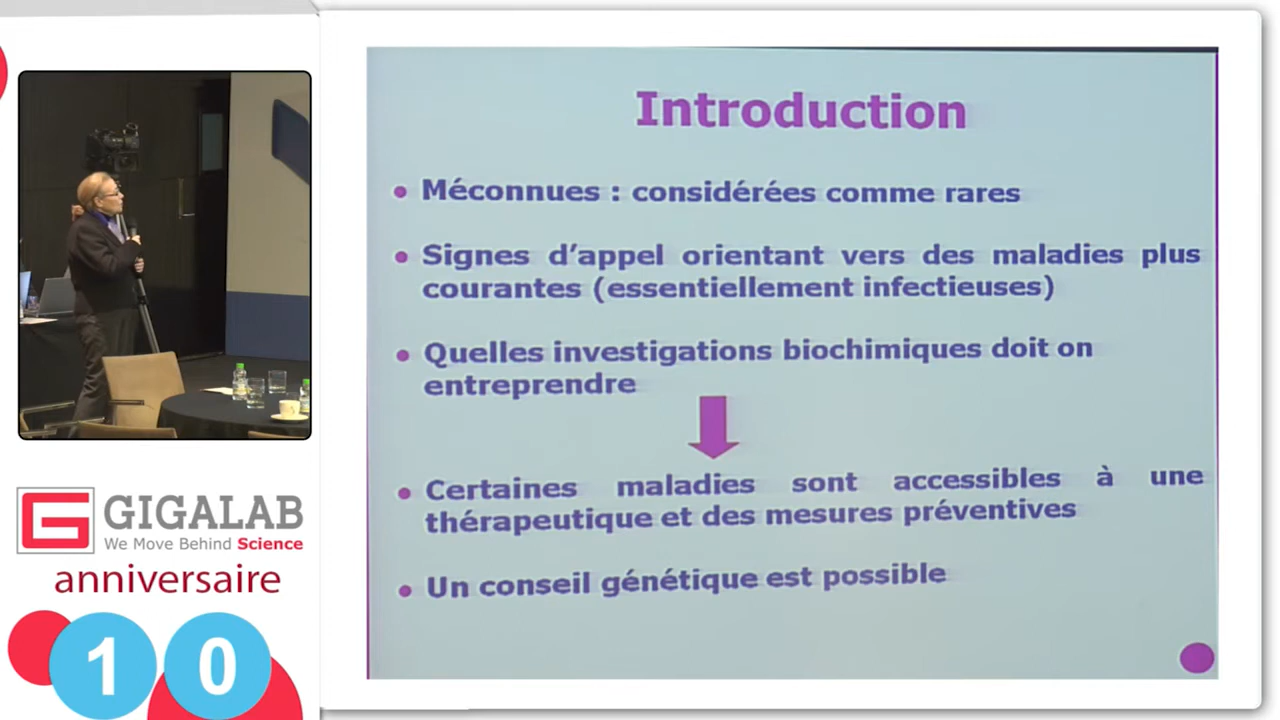 Introduction
• Méconnues : considérées comme rares
• Signes d'appel orientant vers des maladies plus
courantes (essentiellement infectieuses)
• Quelles investigations biochimiques doit on
entreprendre
• Certaines maladies sont accessibles à une
thérapeutique et des mesures préventives
• Un conseil génétique est possible
GIGALAB
We Move Behind Science
anniversaire
10